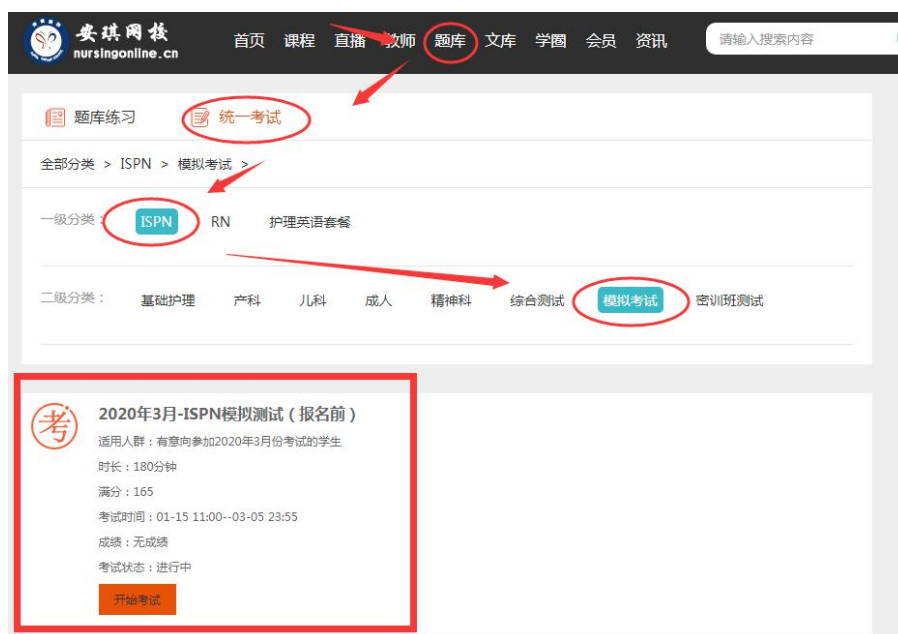 安琪网校
nursingonline.cn
首页 课程 直播 教师 题库 文库 学圈 会员 资讯
请输入搜索内容
题库练习 统一考试
全部分类 > ISPN > 模拟考试 >
一级分类： ISPN RN 护理英语套餐
二级分类： 基础护理 产科 儿科 成人 精神科 综合测试 模拟考试 密训班测试
考
2020年3月-ISPN模拟测试（报名前）
适用人群：有意向参加2020年3月份考试的学生
时长：180分钟
满分：165
考试时间：01-15 11:00--03-05 23:55
成绩：无成绩
考试状态：进行中
开始考试